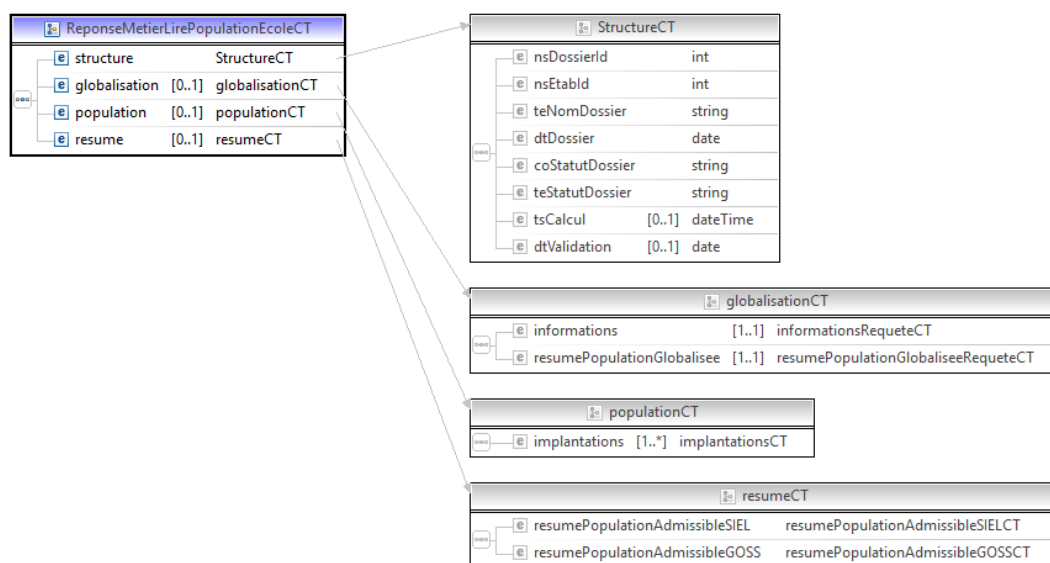 ReponseMetierLirePopulationEcoleCT
e structure StructureCT
e globalisation [0..1] globalisationCT
e population [0..1] populationCT
e resume [0..1] resumeCT
StructureCT
e nsDossierId int
e nsEtabId int
e teNomDossier string
e dtDossier date
e coStatutDossier string
e teStatutDossier string
e tsCalcul [0..1] dateTime
e dtValidation [0..1] date
globalisationCT
e informations [1..1] informationsRequeteCT
e resumePopulationGlobalisee [1..1] resumePopulationGlobaliseeRequeteCT
populationCT
e implantations [1..*] implantationsCT
resumeCT
e resumePopulationAdmissibleSIEL resumePopulationAdmissibleSIELCT
e resumePopulationAdmissibleGOSS resumePopulationAdmissibleGOSSCT